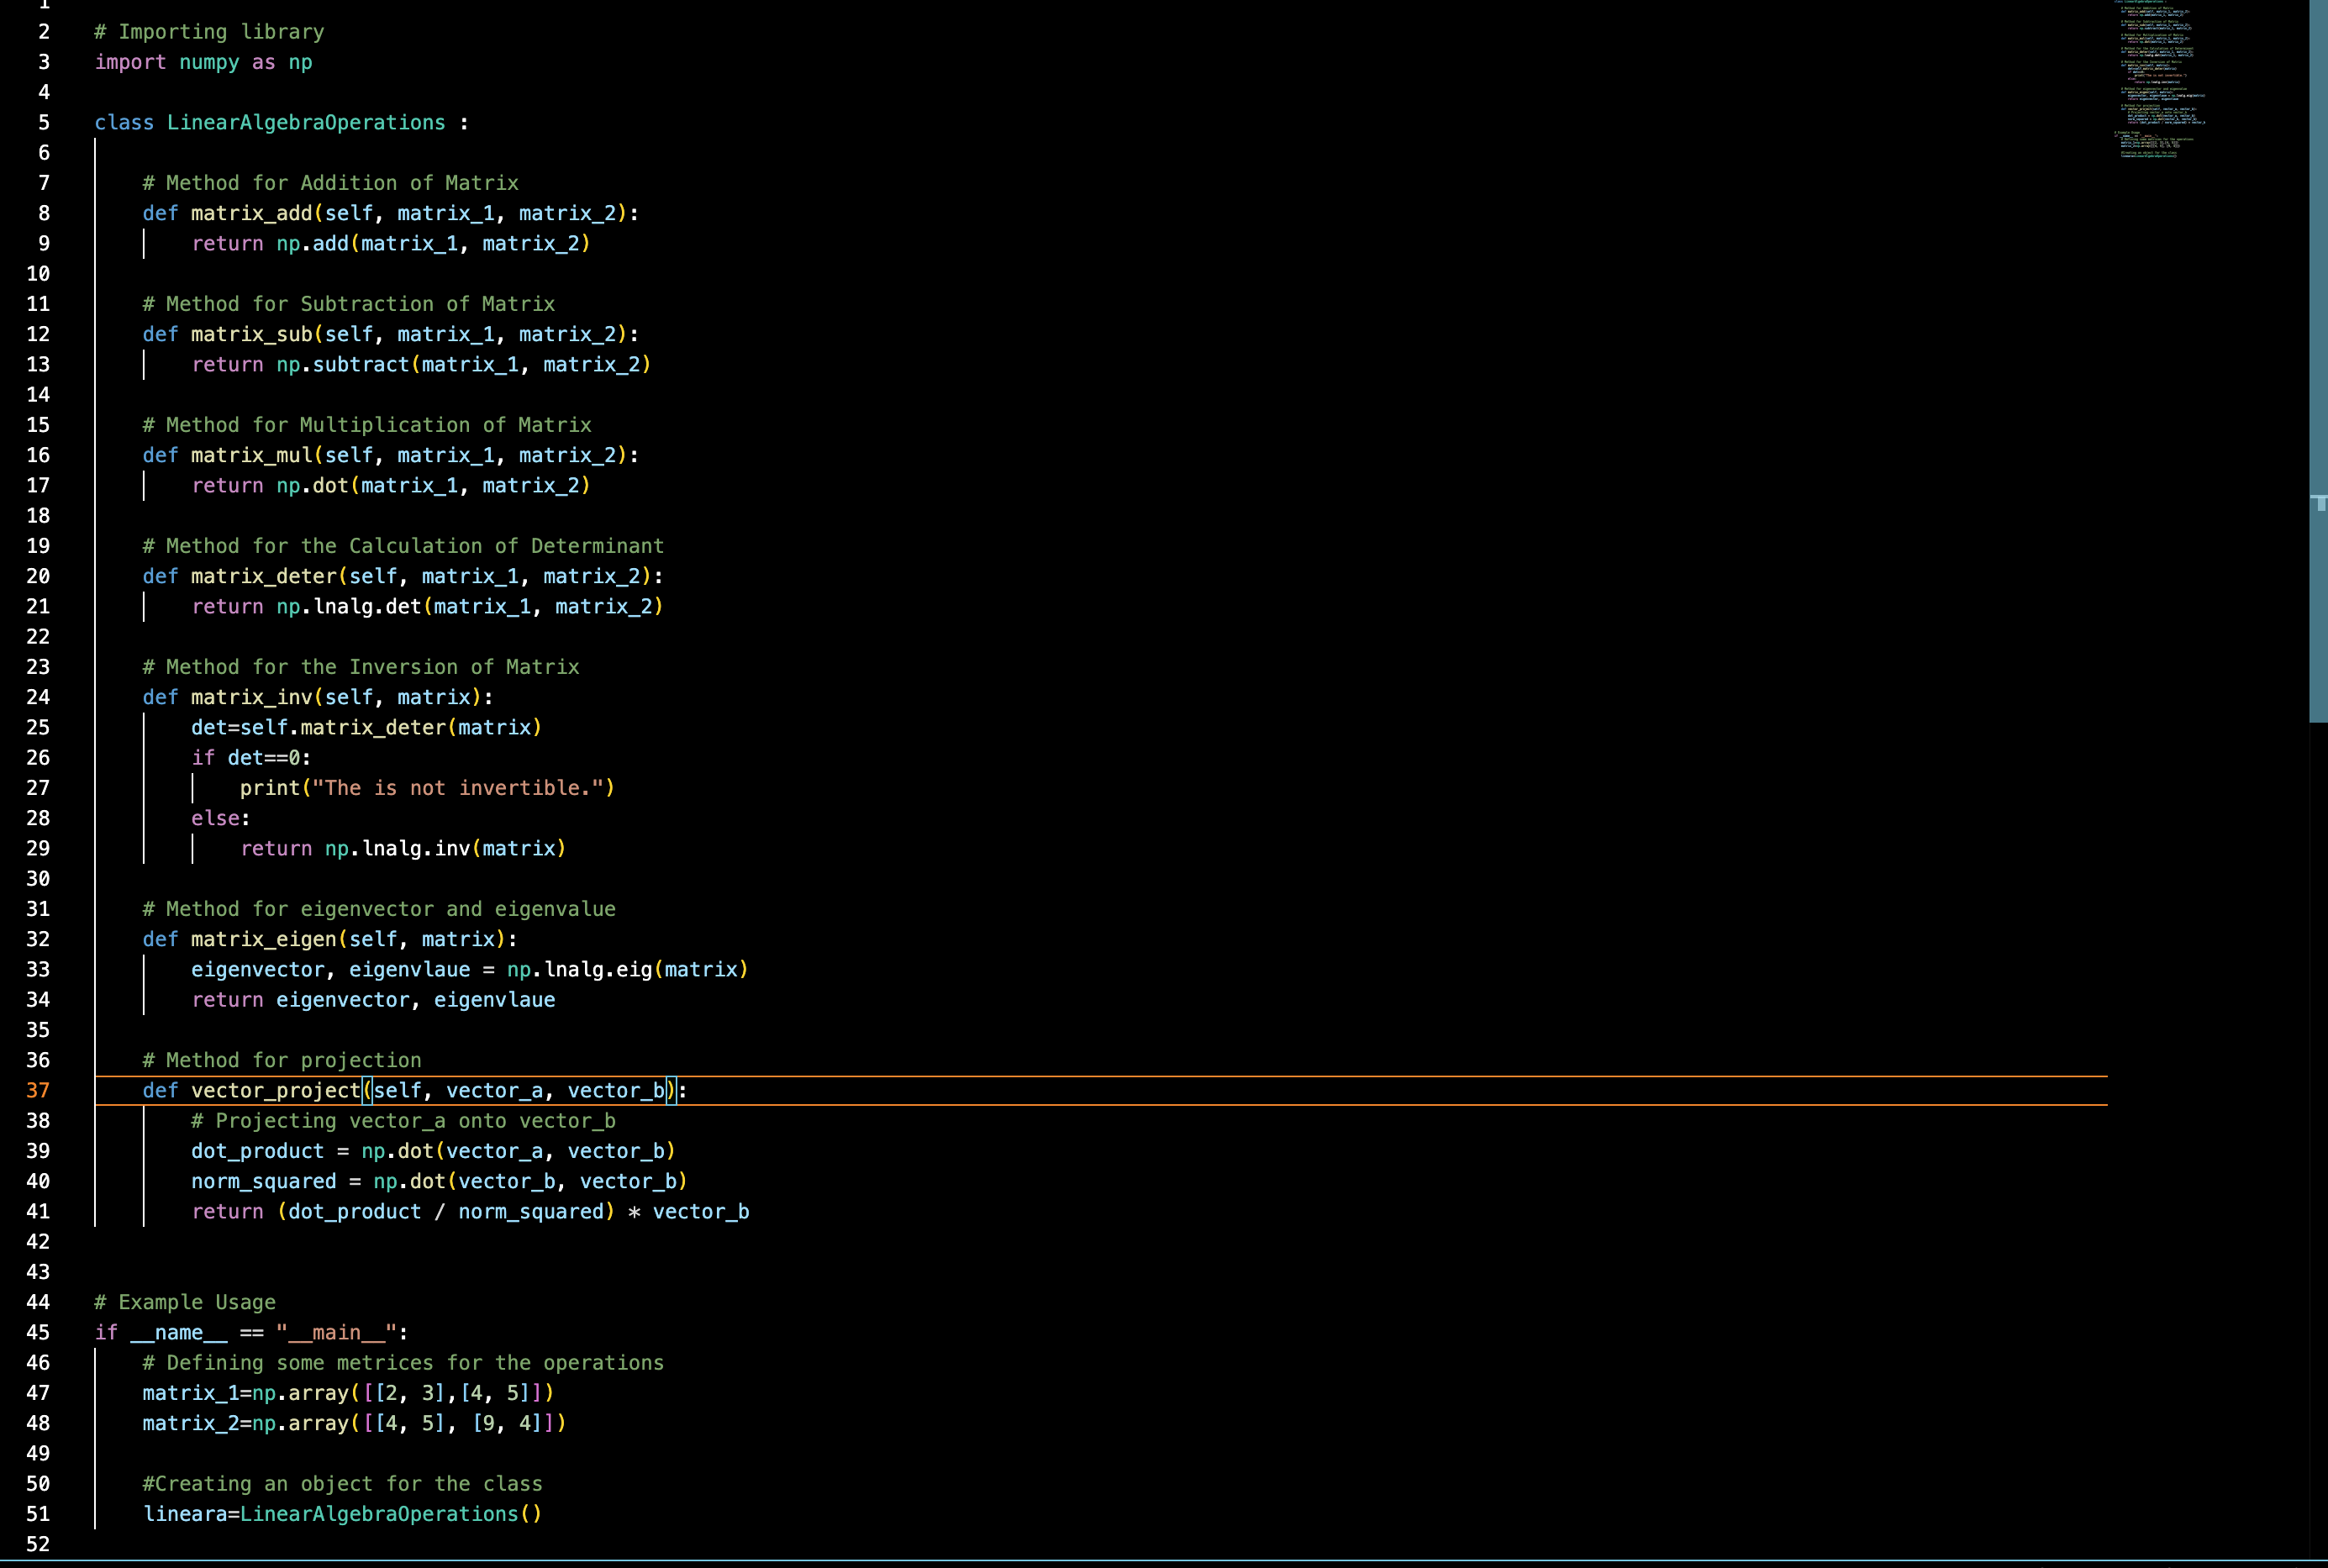 1
2 # Importing library
3 import numpy as np
4
5 class LinearAlgebraOperations :
6
7     # Method for Addition of Matrix
8     def matrix_add(self, matrix_1, matrix_2):
9         return np.add(matrix_1, matrix_2)
10
11     # Method for Subtraction of Matrix
12     def matrix_sub(self, matrix_1, matrix_2):
13         return np.subtract(matrix_1, matrix_2)
14
15     # Method for Multiplication of Matrix
16     def matrix_mul(self, matrix_1, matrix_2):
17         return np.dot(matrix_1, matrix_2)
18
19     # Method for the Calculation of Determinant
20     def matrix_deter(self, matrix_1, matrix_2):
21         return np.lnalg.det(matrix_1, matrix_2)
22
23     # Method for the Inversion of Matrix
24     def matrix_inv(self, matrix):
25         det=self.matrix_deter(matrix)
26         if det==0:
27             print("The is not invertible.")
28         else:
29             return np.lnalg.inv(matrix)
30
31     # Method for eigenvector and eigenvalue
32     def matrix_eigen(self, matrix):
33         eigenvector, eigenvlaue = np.lnalg.eig(matrix)
34         return eigenvector, eigenvlaue
35
36     # Method for projection
37     def vector_project(self, vector_a, vector_b):
38         # Projecting vector_a onto vector_b
39         dot_product = np.dot(vector_a, vector_b)
40         norm_squared = np.dot(vector_b, vector_b)
41         return (dot_product / norm_squared) * vector_b
42
43
44 # Example Usage
45 if __name__ == "__main__":
46     # Defining some metrices for the operations
47     matrix_1=np.array([[2, 3],[4, 5]])
48     matrix_2=np.array([[4, 5], [9, 4]])
49
50     #Creating an object for the class
51     lineara=LinearAlgebraOperations()
52